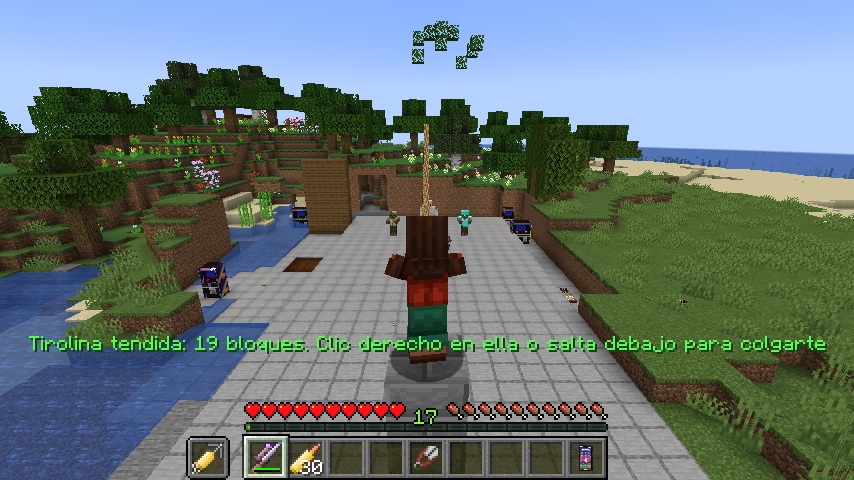 Tirolina tendida: 19 bloques. Clic derecho en ella o salta debajo para colgarte
17
30